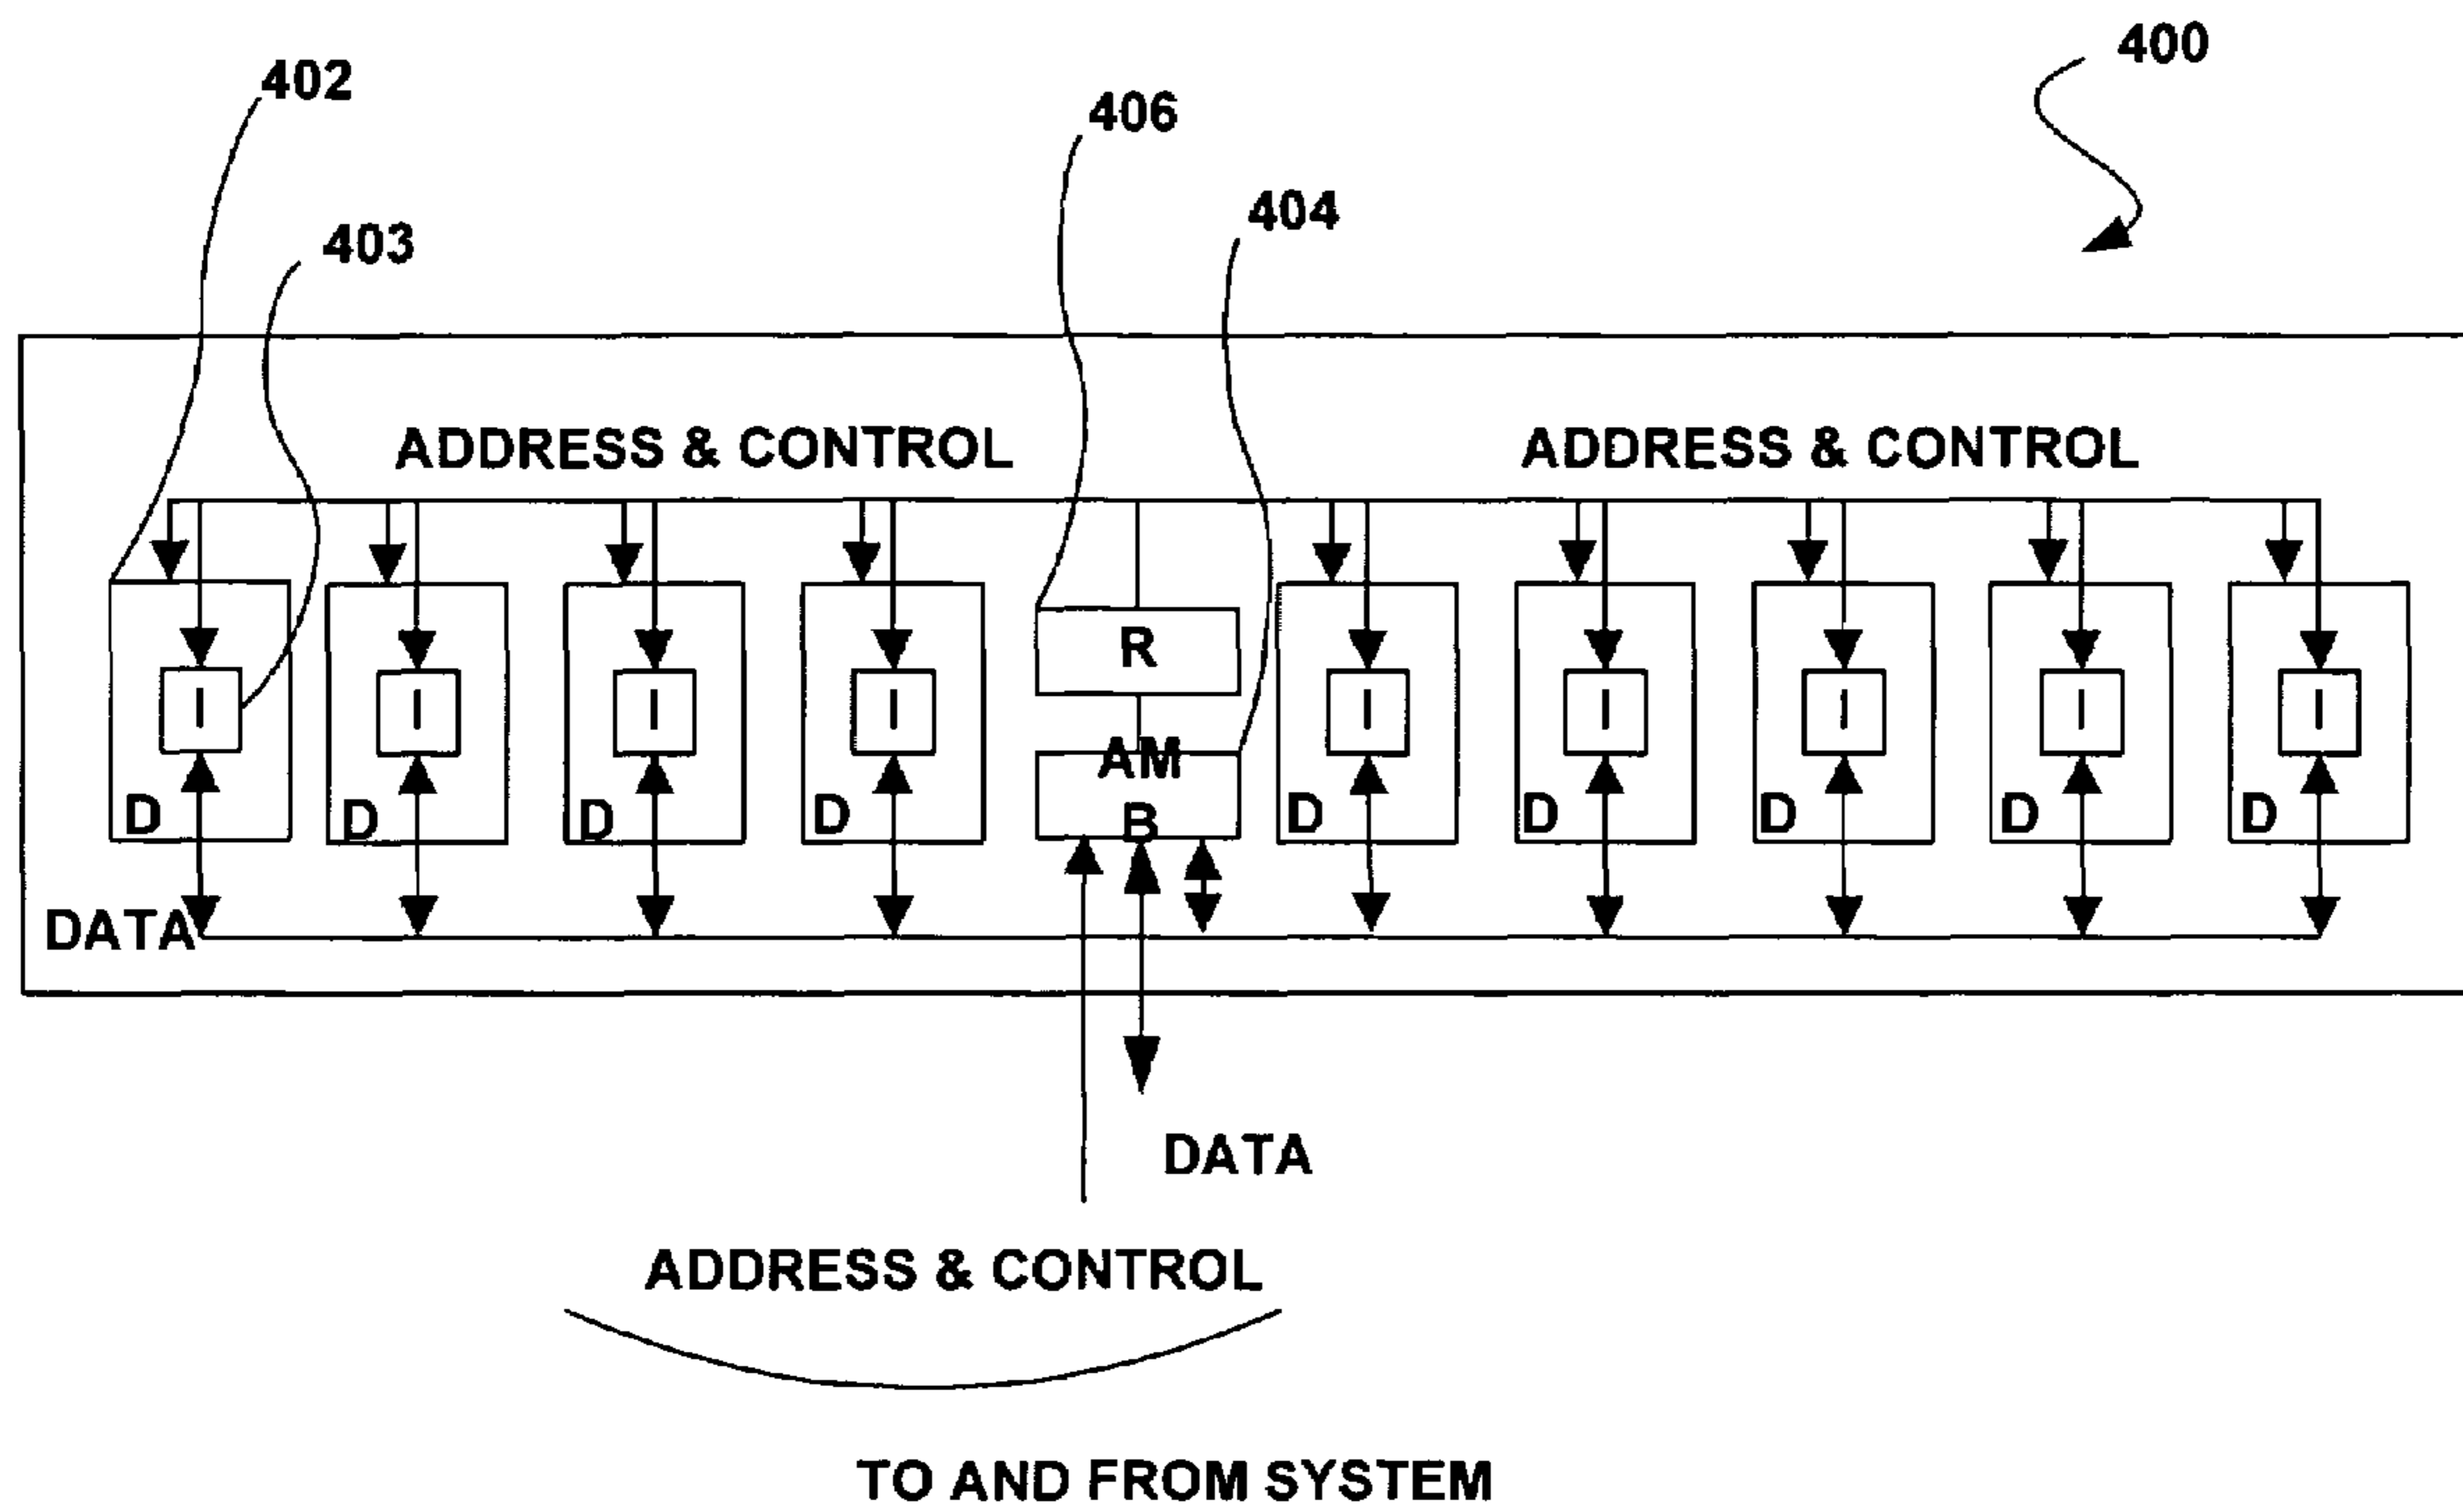 400
402
406
404
403
ADDRESS & CONTROL
ADDRESS & CONTROL
R
I
I
I
I
I
I
I
I
I
AM
B
D
D
D
D
D
D
D
D
D
DATA
DATA
ADDRESS & CONTROL
TO AND FROM SYSTEM